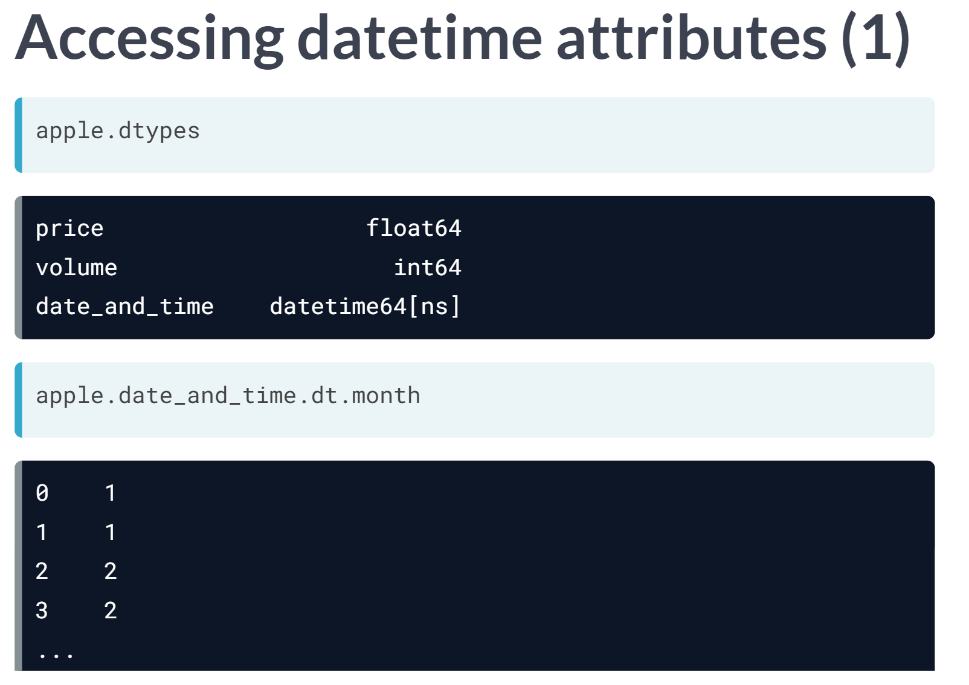 Accessing datetime attributes (1)
apple.dtypes
price                   float64
volume                    int64
date_and_time    datetime64[ns]
apple.date_and_time.dt.month
0    1
1    1
2    2
3    2
...